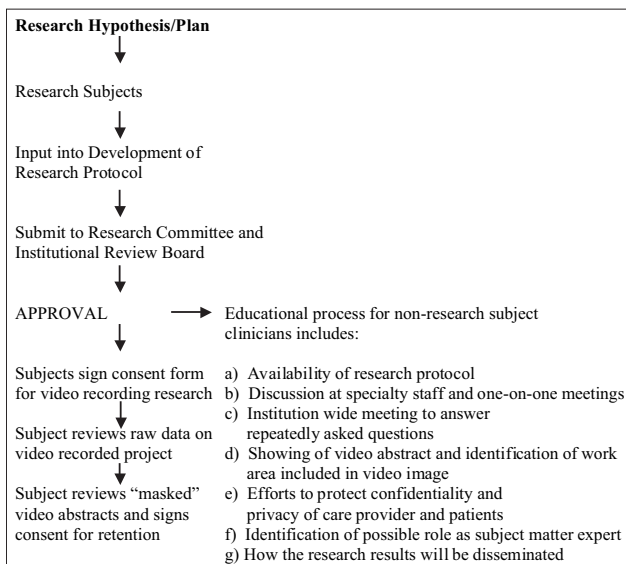 Research Hypothesis/Plan
Research Subjects
Input into Development of
Research Protocol
Submit to Research Committee and
Institutional Review Board
APPROVAL
Educational process for non-research subject
clinicians includes:
Subjects sign consent form
for video recording research
Subject reviews raw data on
video recorded project
Subject reviews “masked”
video abstracts and signs
consent for retention
a) Availability of research protocol
b) Discussion at specialty staff and one-on-one meetings
c) Institution wide meeting to answer
repeatedly asked questions
d) Showing of video abstract and identification of work
area included in video image
e) Efforts to protect confidentiality and
privacy of care provider and patients
f) Identification of possible role as subject matter expert
g) How the research results will be disseminated